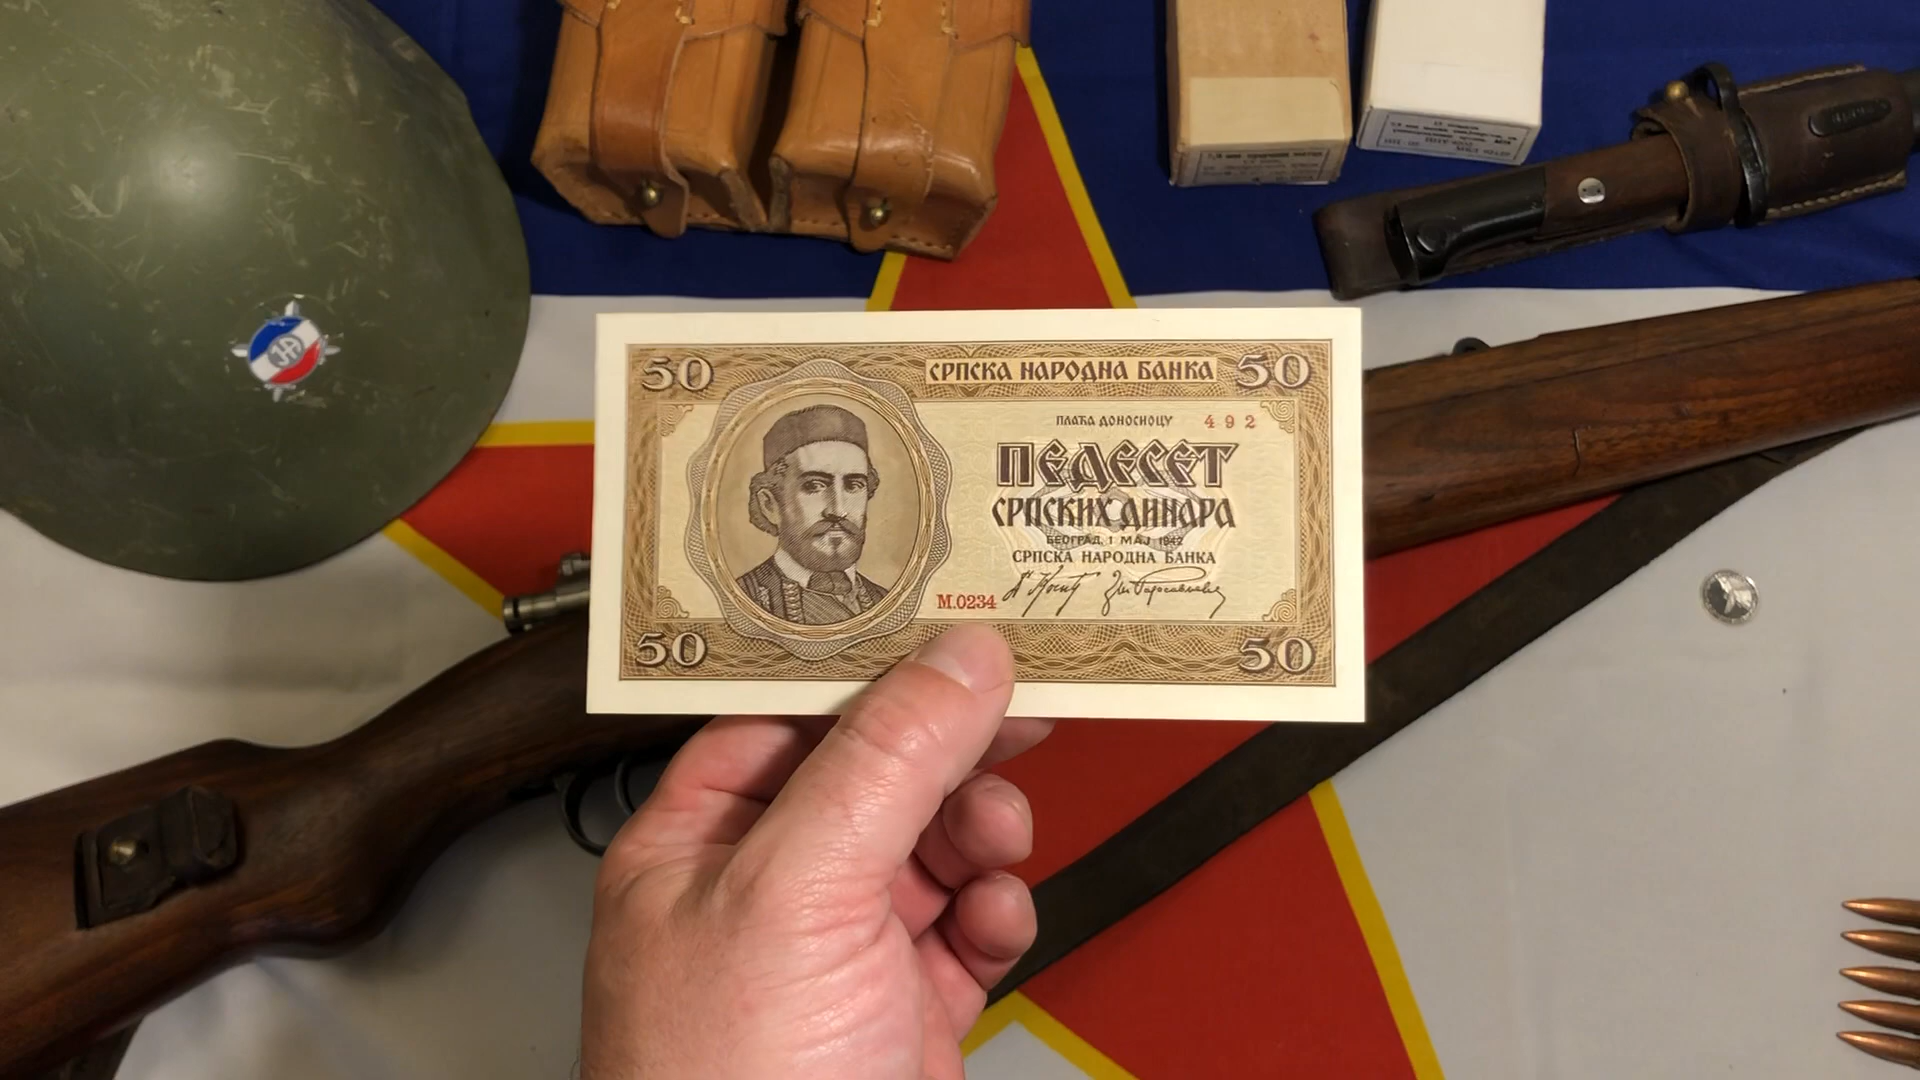 50
СРПСКА НАРОДНА БАНКА
50
ПЛАЋА ДОНОСИОЦУ
492
ПЕДЕСЕТ
СРПСКИХ ДИНАРА
БЕОГРАД, 1 МАЈ 1942
СРПСКА НАРОДНА БАНКА
М.0234
50
50